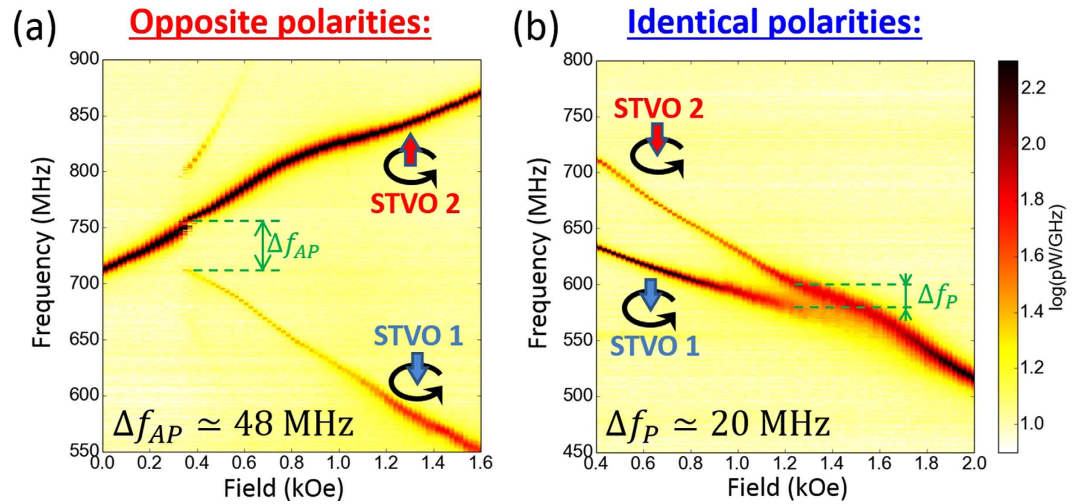 (a)
Opposite polarities:
Frequency (MHz)
900
850
800
750
700
650
600
550
0.0 0.2 0.4 0.6 0.8 1.0 1.2 1.4 1.6
Field (kOe)
STVO 2
Δf_AP
STVO 1
Δf_AP ≃ 48 MHz
(b)
Identical polarities:
Frequency (MHz)
800
750
700
650
600
550
500
450
0.4 0.6 0.8 1.0 1.2 1.4 1.6 1.8 2.0
Field (kOe)
STVO 2
STVO 1
Δf_P
Δf_P ≃ 20 MHz
2.2
2.0
1.8
1.6
1.4
1.2
1.0
log(pW/GHz)